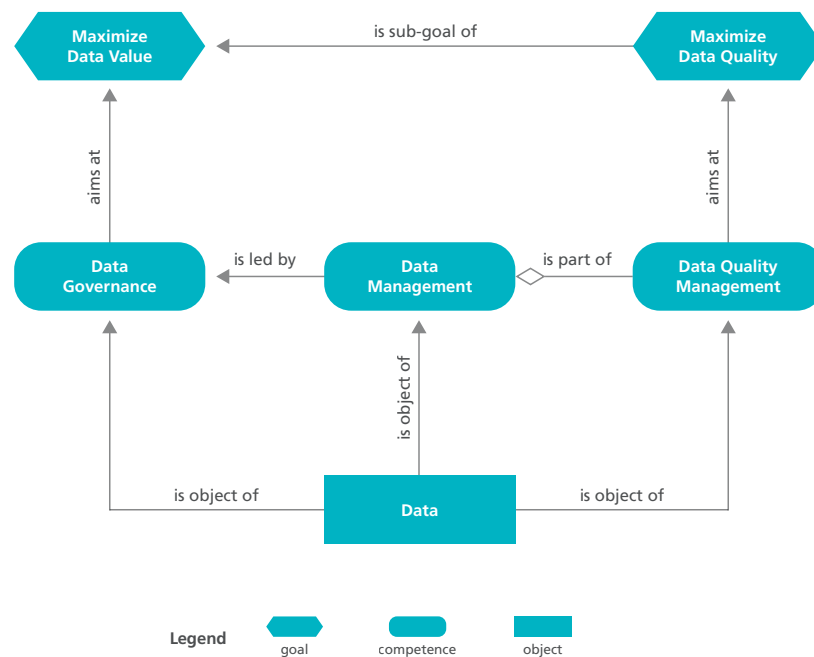 Maximize
Data Value
is sub-goal of
Maximize
Data Quality
aims at
aims at
Data
Governance
is led by
Data
Management
is part of
Data Quality
Management
is object of
is object of
Data
is object of
Legend
goal
competence
object